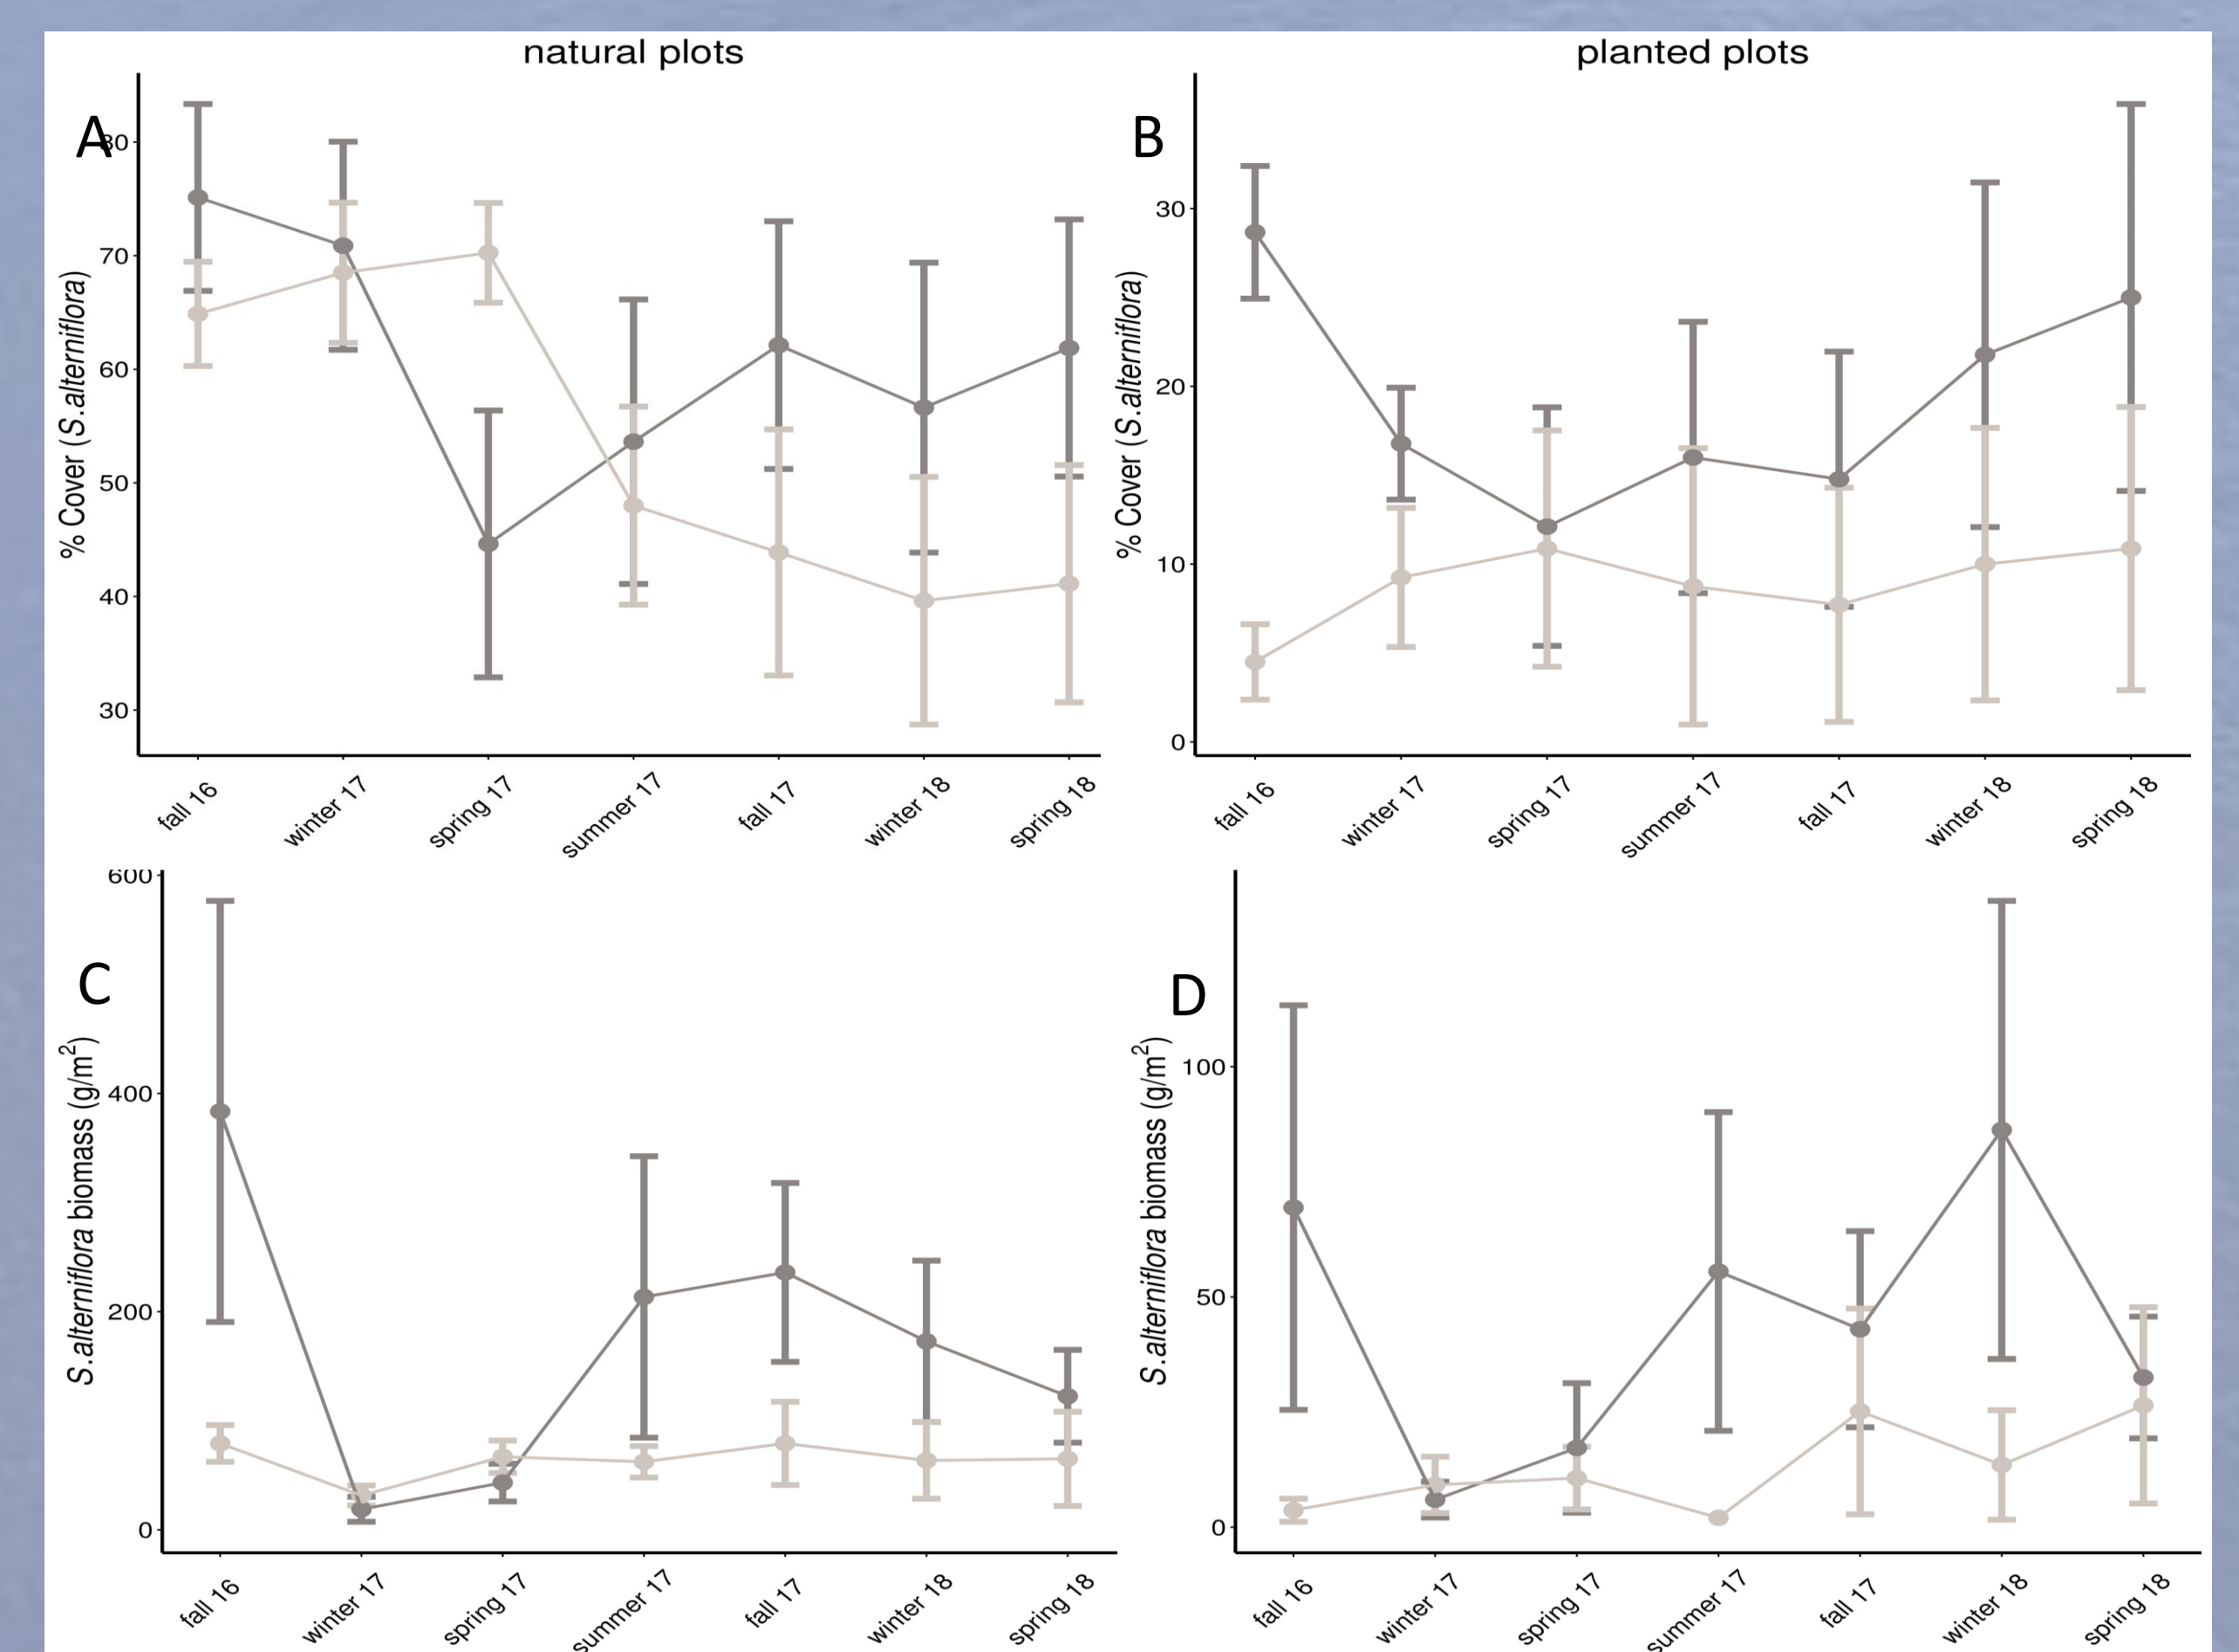 natural plots
planted plots
A
80
70
60
50
40
30
% Cover (S.alterniflora)
fall 16
winter 17
spring 17
summer 17
fall 17
winter 18
spring 18
B
30
20
10
0
% Cover (S.alterniflora)
fall 16
winter 17
spring 17
summer 17
fall 17
winter 18
spring 18
C
600
400
200
0
S.alterniflora biomass (g/m²)
fall 16
winter 17
spring 17
summer 17
fall 17
winter 18
spring 18
D
100
50
0
S.alterniflora biomass (g/m²)
fall 16
winter 17
spring 17
summer 17
fall 17
winter 18
spring 18